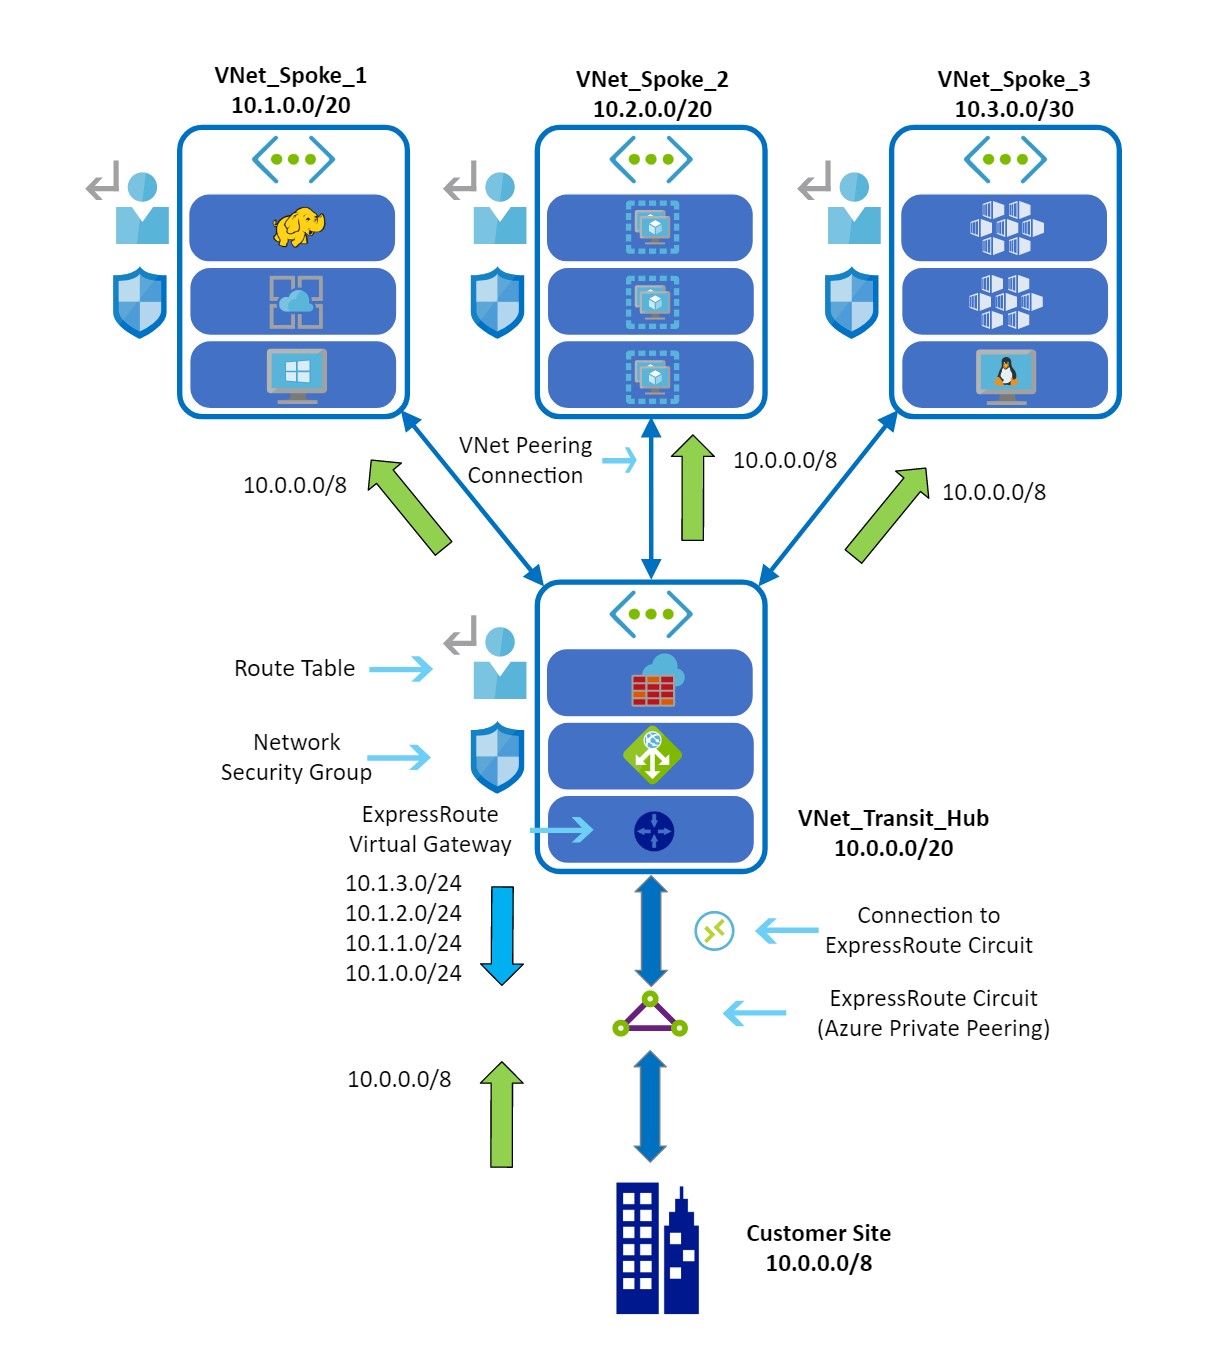 VNet_Spoke_1
10.1.0.0/20
VNet_Spoke_2
10.2.0.0/20
VNet_Spoke_3
10.3.0.0/30
VNet Peering
Connection
10.0.0.0/8
10.0.0.0/8
10.0.0.0/8
Route Table
Network
Security Group
ExpressRoute
Virtual Gateway
VNet_Transit_Hub
10.0.0.0/20
10.1.3.0/24
10.1.2.0/24
10.1.1.0/24
10.1.0.0/24
Connection to
ExpressRoute Circuit
ExpressRoute Circuit
(Azure Private Peering)
10.0.0.0/8
Customer Site
10.0.0.0/8